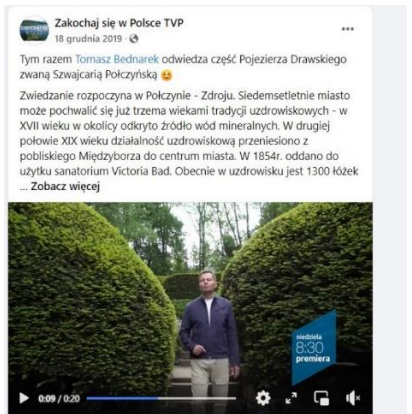 Zakochaj się w Polsce TVP
18 grudnia 2019 ·
Tym razem Tomasz Bednarek odwiedza część Pojezierza Drawskiego
zwaną Szwajcarią Połczyńską 😊
Zwiedzanie rozpoczyna w Połczynie - Zdroju. Siedemsetletnie miasto
może pochwalić się już trzema wiekami tradycji uzdrowiskowych - w
XVII wieku w okolicy odkryto źródło wód mineralnych. W drugiej
połowie XIX wieku działalność uzdrowiskową przeniesiono z
pobliskiego Międzyborza do centrum miasta. W 1854r. oddano do
użytku sanatorium Victoria Bad. Obecnie w uzdrowisku jest 1300 łóżek
... Zobacz więcej
niedziela
8:30
premiera
0:09 / 0:20